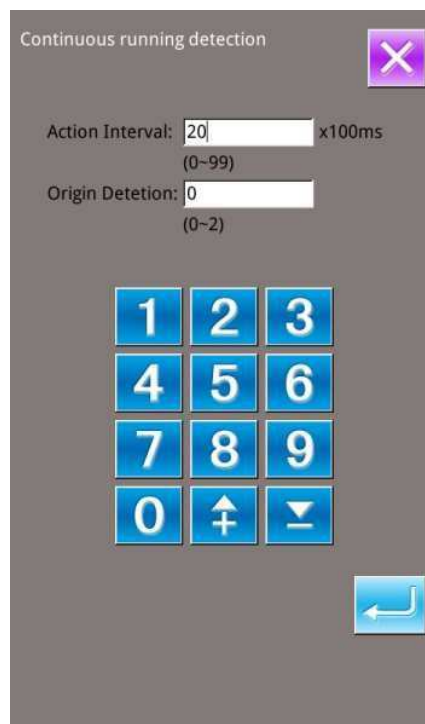 Continuous running detection
Action Interval: 20 x100ms
(0~99)
Origin Detetion: 0
(0~2)
1 2 3
4 5 6
7 8 9
0